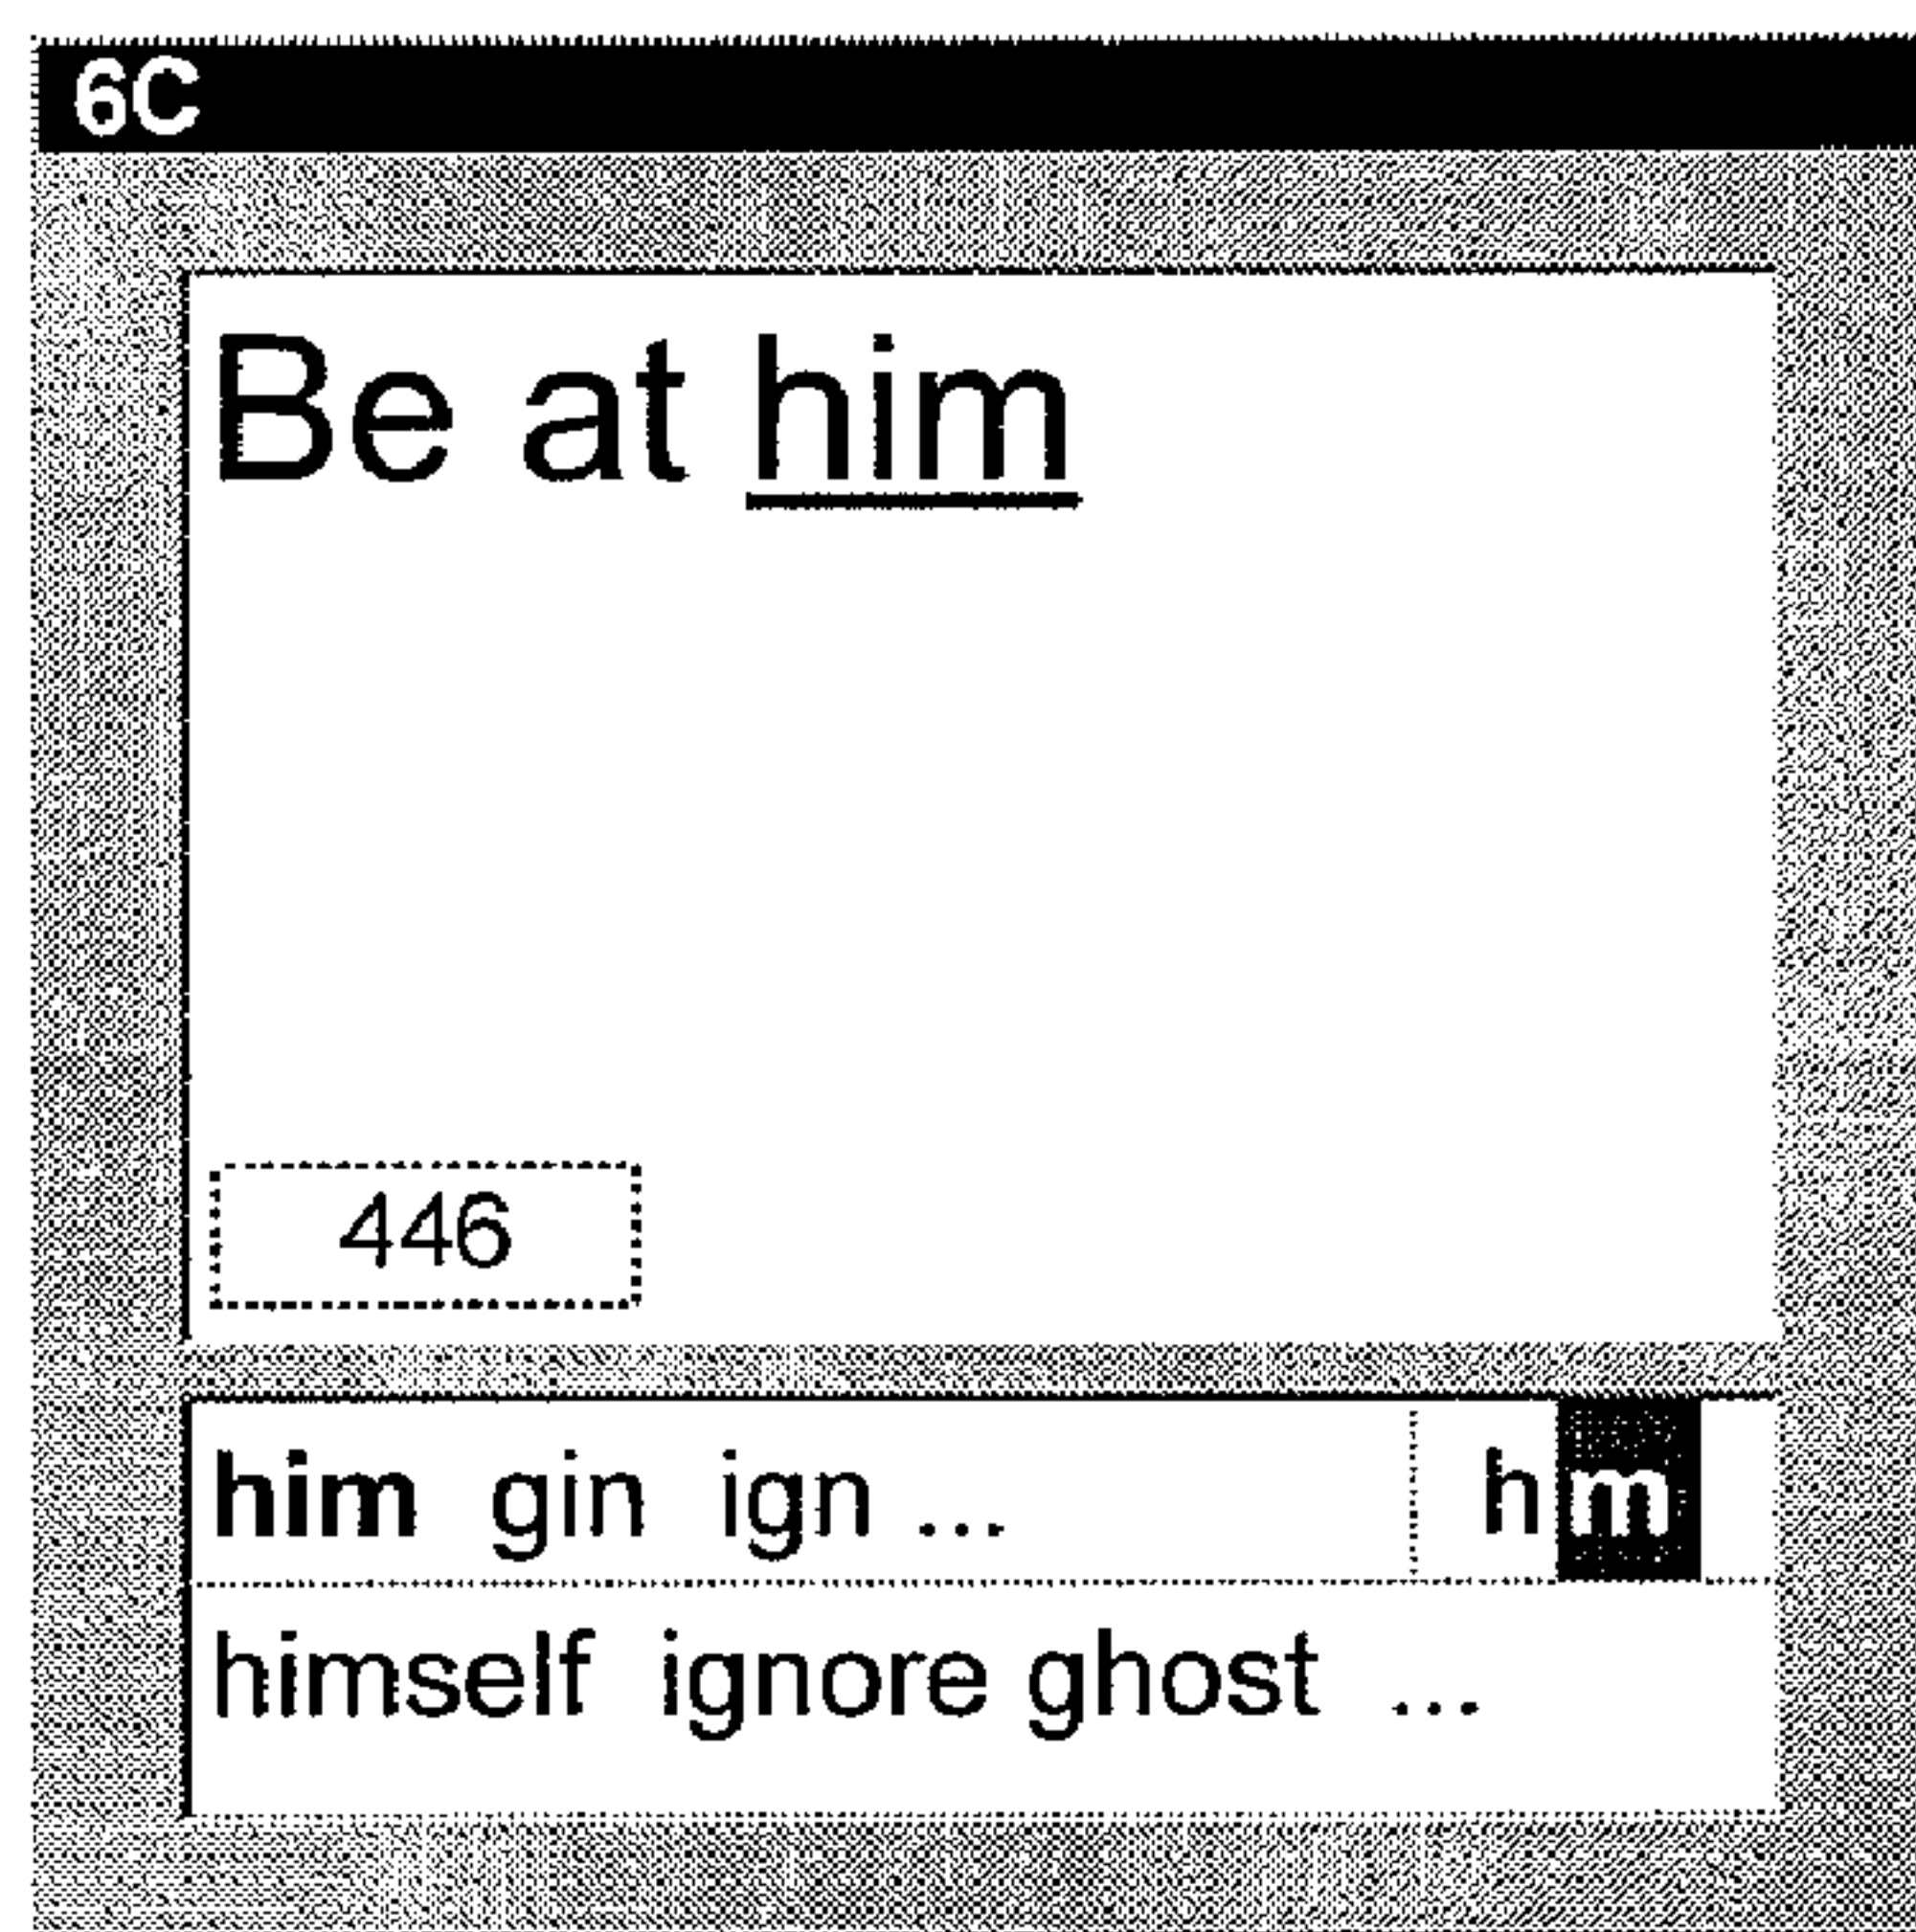 6C
Be at him
446
him gin ign ... hm
himself ignore ghost ...